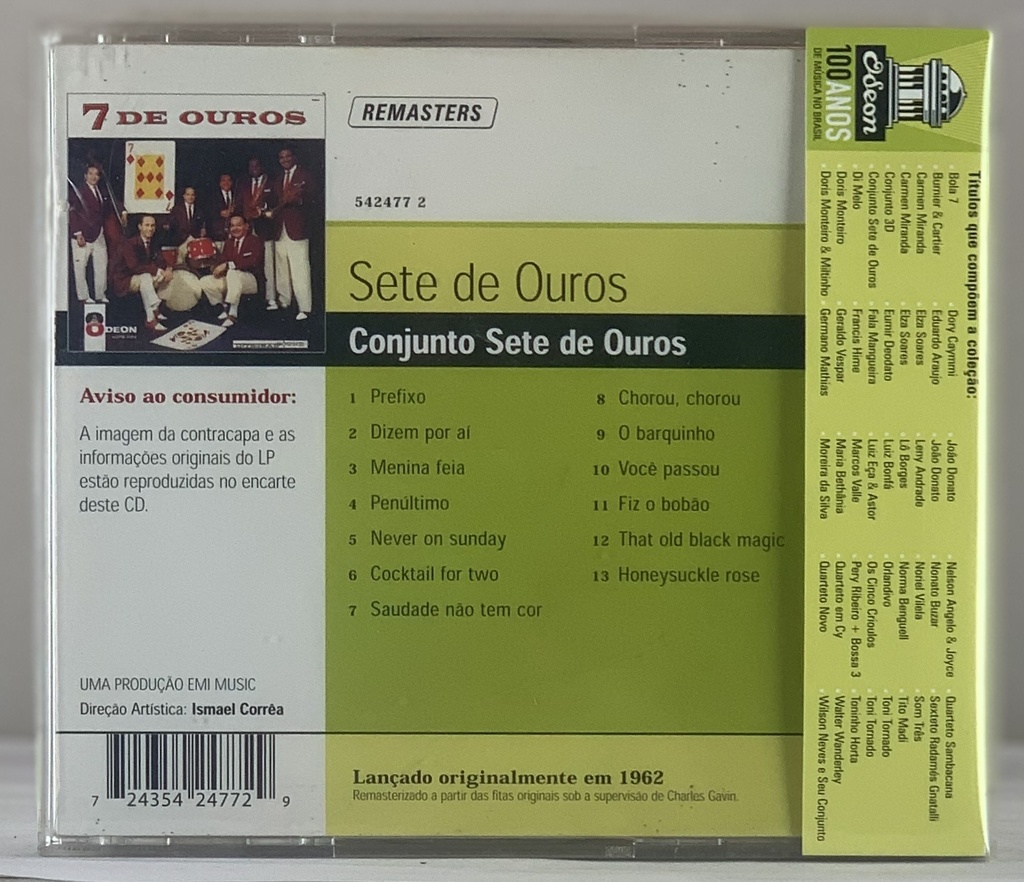 7 DE OUROS
7
7
ODEON
REMASTERS
542477 2
Sete de Ouros
Conjunto Sete de Ouros
1 Prefixo
2 Dizem por aí
3 Menina feia
4 Penúltimo
5 Never on sunday
6 Cocktail for two
7 Saudade não tem cor
8 Chorou, chorou
9 O barquinho
10 Você passou
11 Fiz o bobão
12 That old black magic
13 Honeysuckle rose
Aviso ao consumidor:
A imagem da contracapa e as
informações originais do LP
estão reproduzidas no encarte
deste CD.
UMA PRODUÇÃO EMI MUSIC
Direção Artística: Ismael Corrêa
7 24354 24772 9
Lançado originalmente em 1962
Remasterizado a partir das fitas originais sob a supervisão de Charles Gavin.
Odeon
100 ANOS
DE MÚSICA NO BRASIL
Títulos que compõem a coleção:
• Bola 7
• Burnier & Cartier
• Carmen Miranda
• Carmen Miranda
• Conjunto 3D
• Conjunto Sete de Ouros
• Di Melo
• Doris Monteiro
• Doris Monteiro & Miltinho
• Dory Caymmi
• Eduardo Araujo
• Elza Soares
• Elza Soares
• Eumir Deodato
• Fala Mangueira
• Francis Hime
• Geraldo Vespar
• Germano Mathias
• João Donato
• João Donato
• Leny Andrade
• Lô Borges
• Luiz Bonfá
• Luiz Eça & Astor
• Marcos Valle
• Maria Bethânia
• Moreira da Silva
• Nelson Angelo & Joyce
• Nonato Buzar
• Noriel Vilela
• Norma Benguell
• Orlandivo
• Os Cinco Crioulos
• Pery Ribeiro + Bossa 3
• Quarteto em Cy
• Quarteto Novo
• Quarteto Sambacana
• Sexteto Radamés Gnatalli
• Som Três
• Tito Madi
• Toni Tornado
• Toni Tornado
• Toninho Horta
• Walter Wanderley
• Wilson Neves e Seu Conjunto